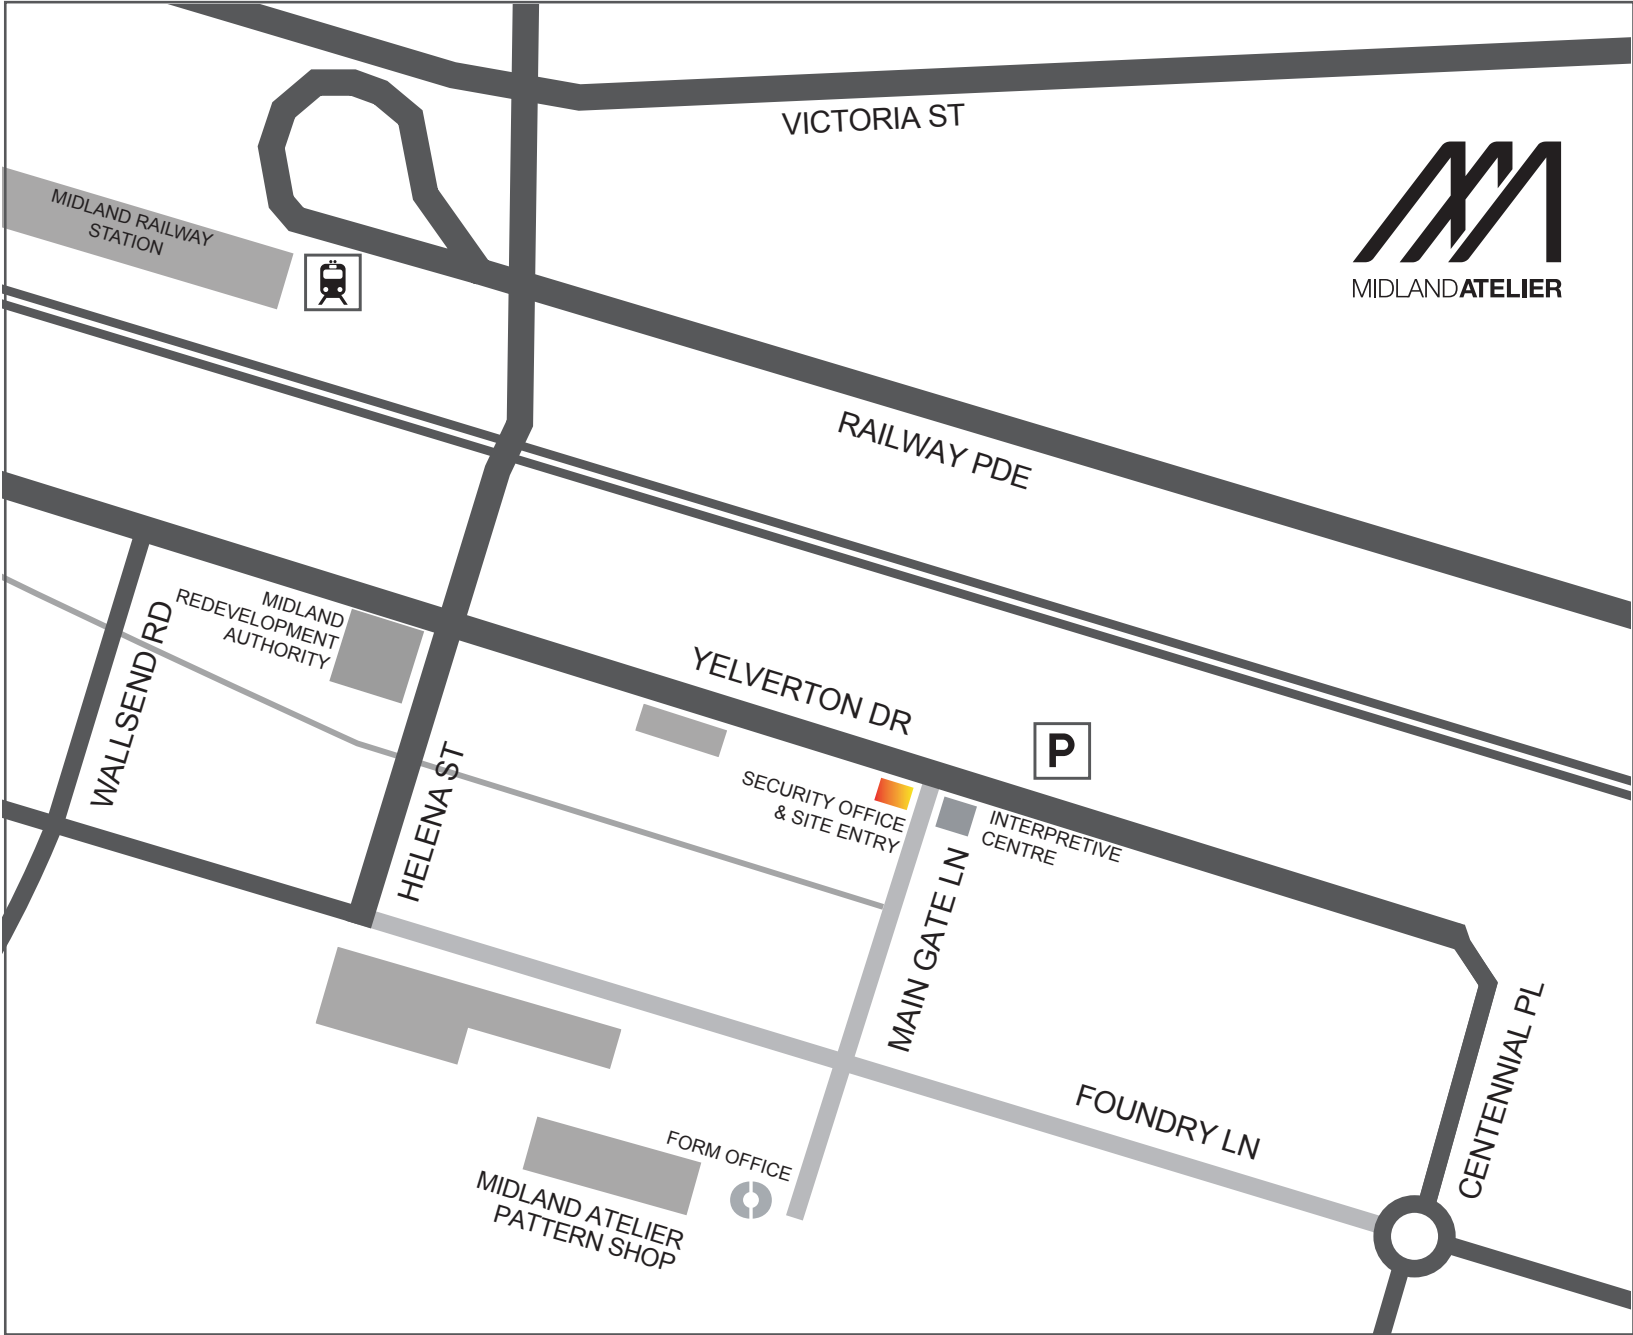 VICTORIA ST
MIDLAND RAILWAY
STATION
MIDLANDATELIER
RAILWAY PDE
MIDLAND
REDEVELOPMENT
AUTHORITY
WALLSEND RD
YELVERTON DR
P
HELENA ST
SECURITY OFFICE
& SITE ENTRY
INTERPRETIVE
CENTRE
MAIN GATE LN
CENTENNIAL PL
FOUNDRY LN
FORM OFFICE
MIDLAND ATELIER
PATTERN SHOP